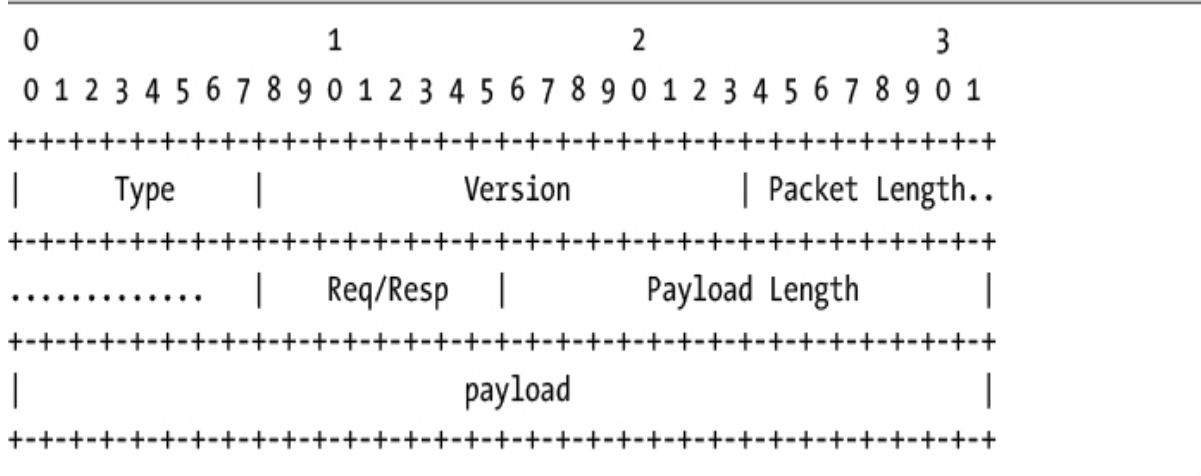 0                   1                   2                   3
0 1 2 3 4 5 6 7 8 9 0 1 2 3 4 5 6 7 8 9 0 1 2 3 4 5 6 7 8 9 0 1
+-+-+-+-+-+-+-+-+-+-+-+-+-+-+-+-+-+-+-+-+-+-+-+-+-+-+-+-+-+-+-+-+
|      Type     |             Version           | Packet Length..
+-+-+-+-+-+-+-+-+-+-+-+-+-+-+-+-+-+-+-+-+-+-+-+-+-+-+-+-+-+-+-+-+
.............   |    Req/Resp   |         Payload Length        |
+-+-+-+-+-+-+-+-+-+-+-+-+-+-+-+-+-+-+-+-+-+-+-+-+-+-+-+-+-+-+-+-+
|                             payload                           |
+-+-+-+-+-+-+-+-+-+-+-+-+-+-+-+-+-+-+-+-+-+-+-+-+-+-+-+-+-+-+-+-+